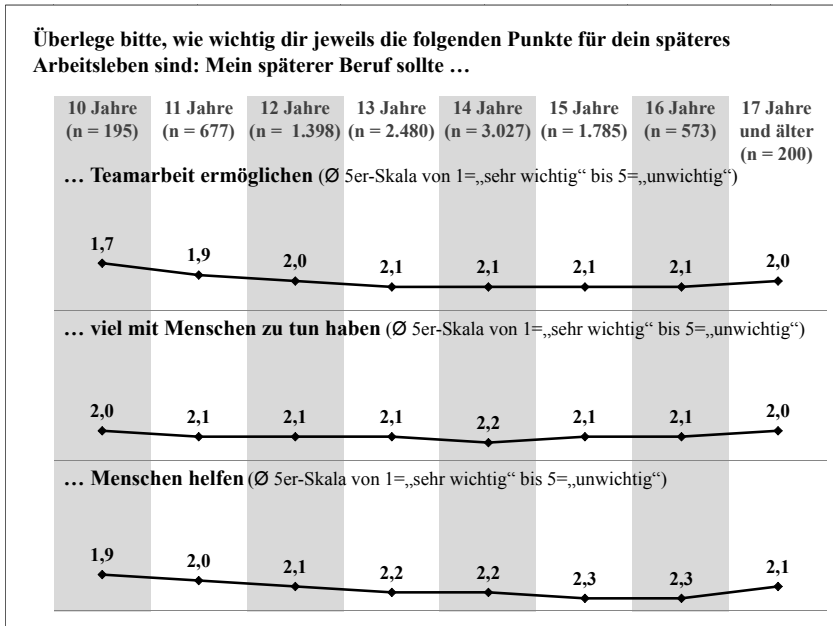 Überlege bitte, wie wichtig dir jeweils die folgenden Punkte für dein späteres
Arbeitsleben sind: Mein späterer Beruf sollte …
10 Jahre 11 Jahre 12 Jahre 13 Jahre 14 Jahre 15 Jahre 16 Jahre 17 Jahre
(n = 195) (n = 677) (n = 1.398) (n = 2.480) (n = 3.027) (n = 1.785) (n = 573) und älter
(n = 200)
… Teamarbeit ermöglichen (Ø 5er-Skala von 1=„sehr wichtig“ bis 5=„unwichtig“)
1,7 1,9 2,0 2,1 2,1 2,1 2,1 2,0
… viel mit Menschen zu tun haben (Ø 5er-Skala von 1=„sehr wichtig“ bis 5=„unwichtig“)
2,0 2,1 2,1 2,1 2,2 2,1 2,1 2,0
… Menschen helfen (Ø 5er-Skala von 1=„sehr wichtig“ bis 5=„unwichtig“)
1,9 2,0 2,1 2,2 2,2 2,3 2,3 2,1